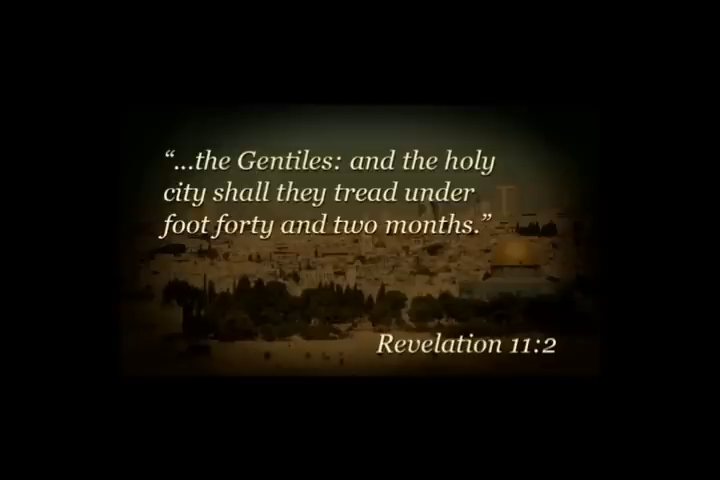 “...the Gentiles: and the holy
city shall they tread under
foot forty and two months.”
Revelation 11:2